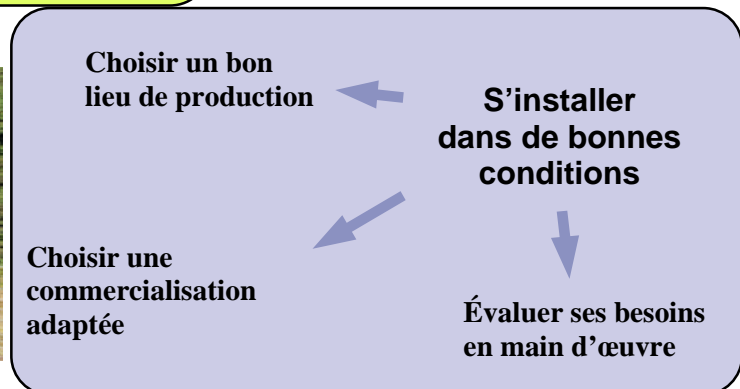 Choisir un bon
lieu de production
S’installer
dans de bonnes
conditions
Choisir une
commercialisation
adaptée
Évaluer ses besoins
en main d’œuvre